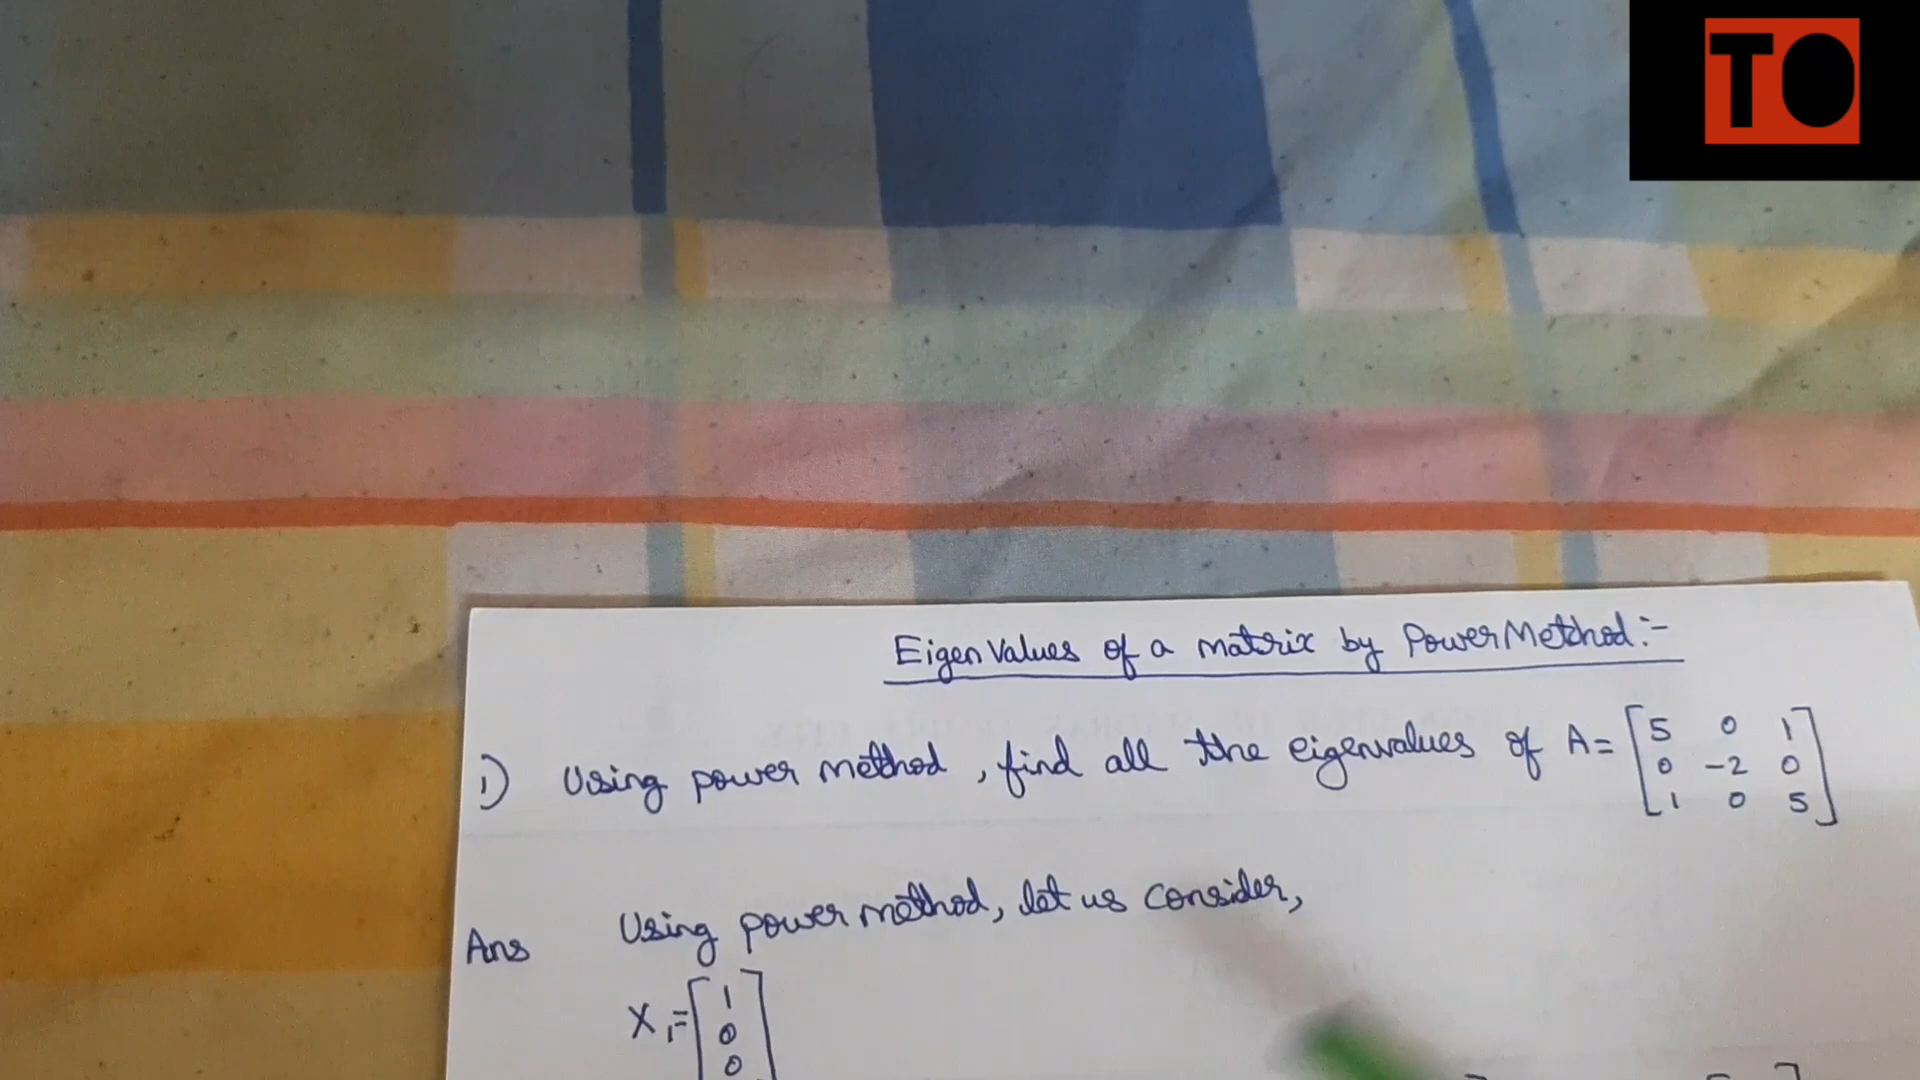 TO
Eigen Values of a matrix by Power Method:-
1) Using power method, find all the eigenvalues of A = [5 0 1
0 -2 0
1 0 5]
Ans Using power method, let us consider,
X₁ = [1
0
0